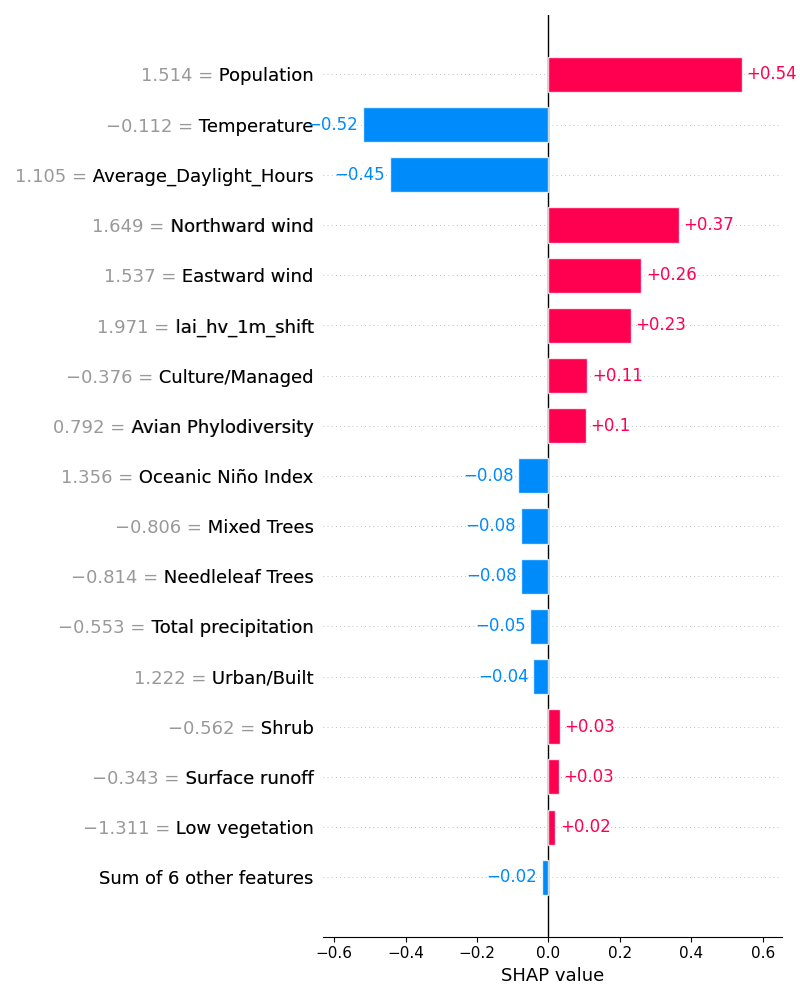 1.514 = Population +0.54
−0.112 = Temperature −0.52
1.105 = Average_Daylight_Hours −0.45
1.649 = Northward wind +0.37
1.537 = Eastward wind +0.26
1.971 = lai_hv_1m_shift +0.23
−0.376 = Culture/Managed +0.11
0.792 = Avian Phylodiversity +0.1
1.356 = Oceanic Niño Index −0.08
−0.806 = Mixed Trees −0.08
−0.814 = Needleleaf Trees −0.08
−0.553 = Total precipitation −0.05
1.222 = Urban/Built −0.04
−0.562 = Shrub +0.03
−0.343 = Surface runoff +0.03
−1.311 = Low vegetation +0.02
Sum of 6 other features −0.02
−0.6 −0.4 −0.2 0.0 0.2 0.4 0.6
SHAP value